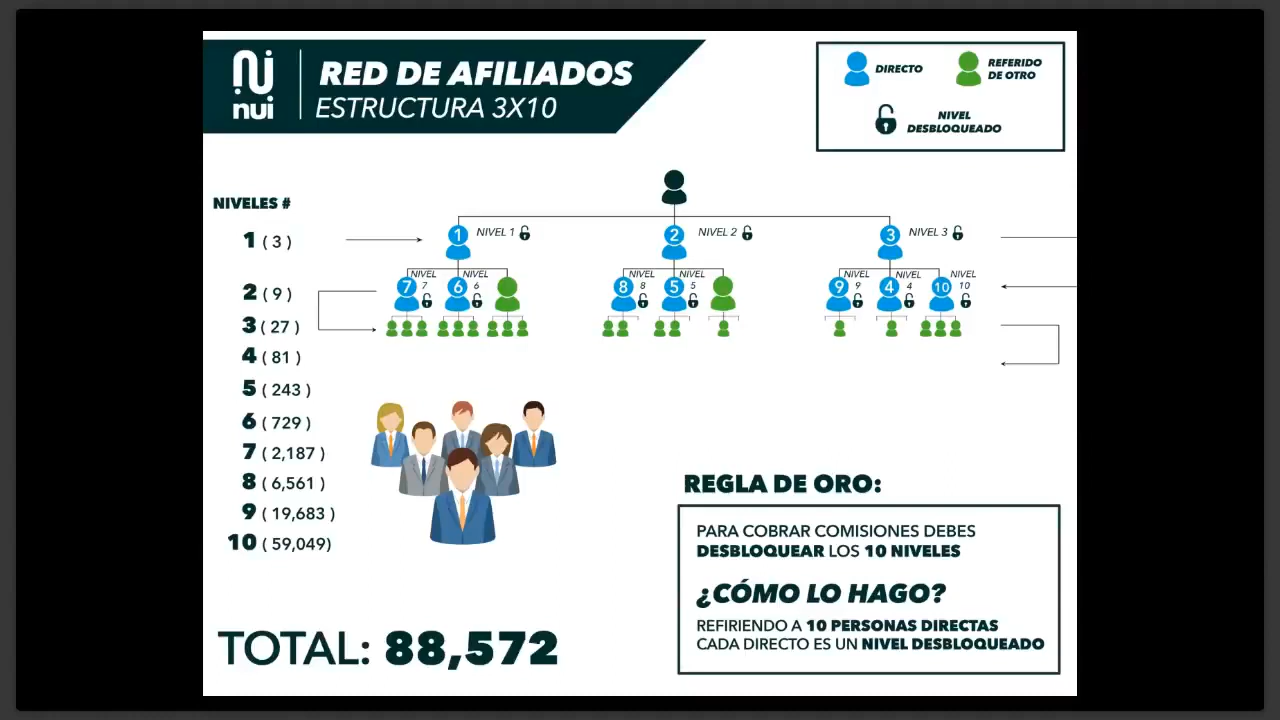 nui
RED DE AFILIADOS
ESTRUCTURA 3X10
DIRECTO
REFERIDO
DE OTRO
NIVEL
DESBLOQUEADO
NIVELES #
1 ( 3 )
2 ( 9 )
3 ( 27 )
4 ( 81 )
5 ( 243 )
6 ( 729 )
7 ( 2,187 )
8 ( 6,561 )
9 ( 19,683 )
10 ( 59,049)
1 NIVEL 1
2 NIVEL 2
3 NIVEL 3
7 NIVEL 7
6 NIVEL 6
8 NIVEL 8
5 NIVEL 5
9 NIVEL 9
4 NIVEL 4
10 NIVEL 10
TOTAL: 88,572
REGLA DE ORO:
PARA COBRAR COMISIONES DEBES
DESBLOQUEAR LOS 10 NIVELES
¿CÓMO LO HAGO?
REFIRIENDO A 10 PERSONAS DIRECTAS
CADA DIRECTO ES UN NIVEL DESBLOQUEADO